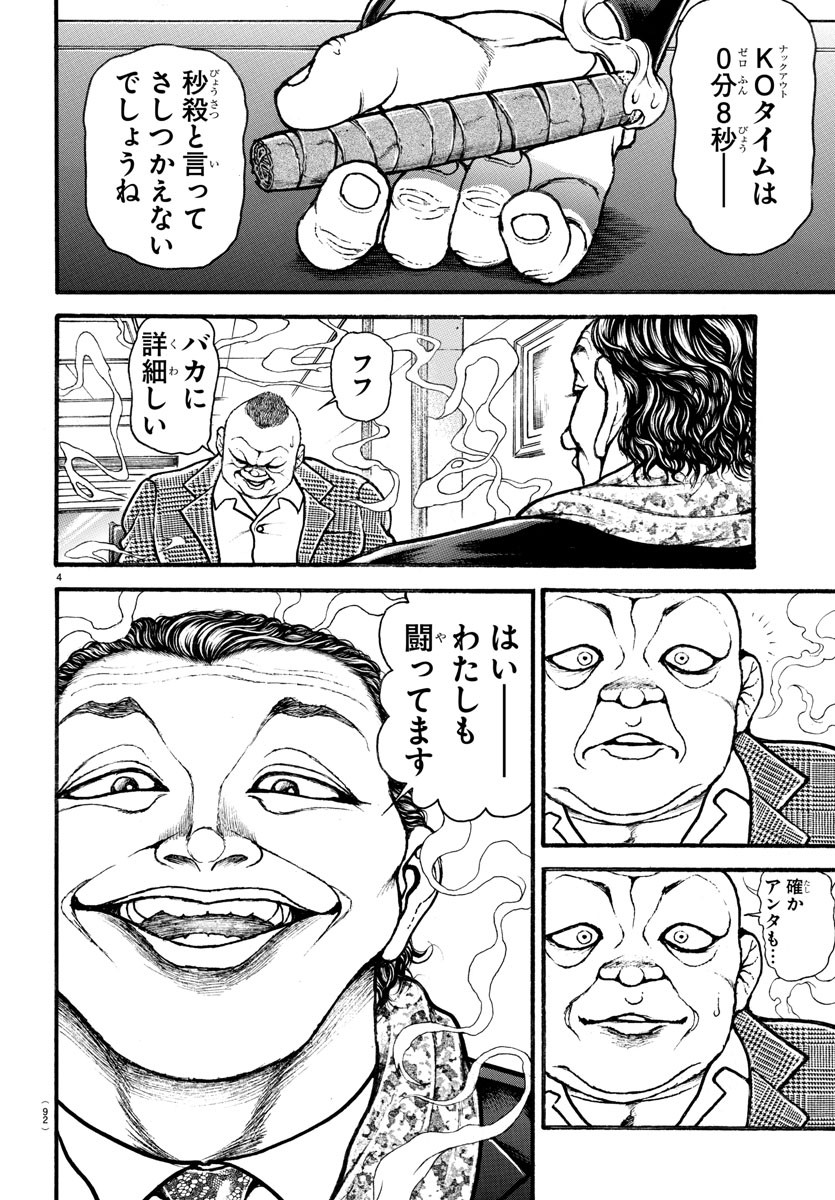 KOタイムは
0分8秒——
秒殺と言って
さしつかえない
でしょうね
フフ
バカに
詳細しい
確か
アンタも…
はい——
わたしも
闘ってます
4
(92)